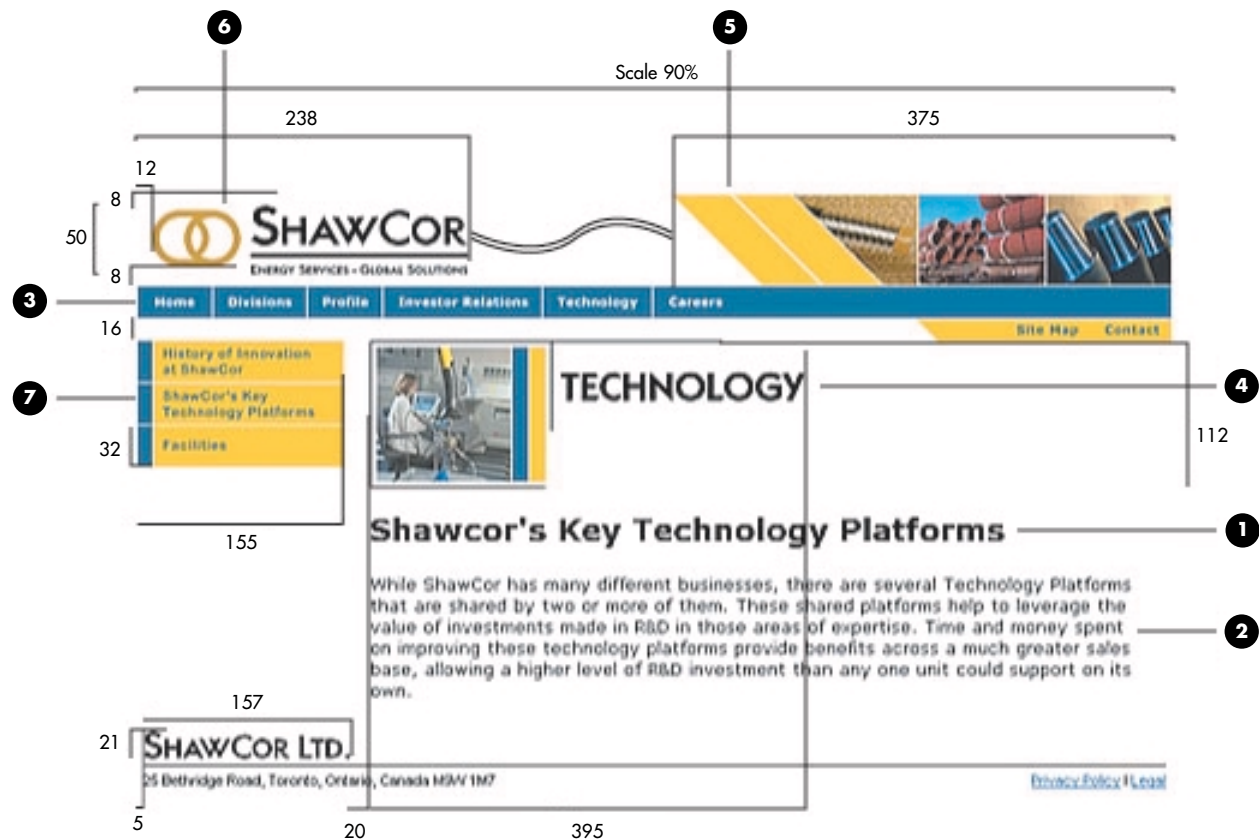 6
5
Scale 90%
238
375
12
8
50
8
SHAWCOR
ENERGY SERVICES - GLOBAL SOLUTIONS
3
Home Divisions Profile Investor Relations Technology Careers
16
Site Map Contact
History of Innovation
at ShawCor
7
ShawCor's Key
Technology Platforms
32
Facilities
155
TECHNOLOGY
4
112
Shawcor's Key Technology Platforms
1
While ShawCor has many different businesses, there are several Technology Platforms
that are shared by two or more of them. These shared platforms help to leverage the
value of investments made in R&D in those areas of expertise. Time and money spent
2
on improving these technology platforms provide benefits across a much greater sales
base, allowing a higher level of R&D investment than any one unit could support on its
own.
157
21
SHAWCOR LTD.
25 Bethridge Road, Toronto, Ontario, Canada M9W 1M7
Privacy Policy | Legal
5
20
395